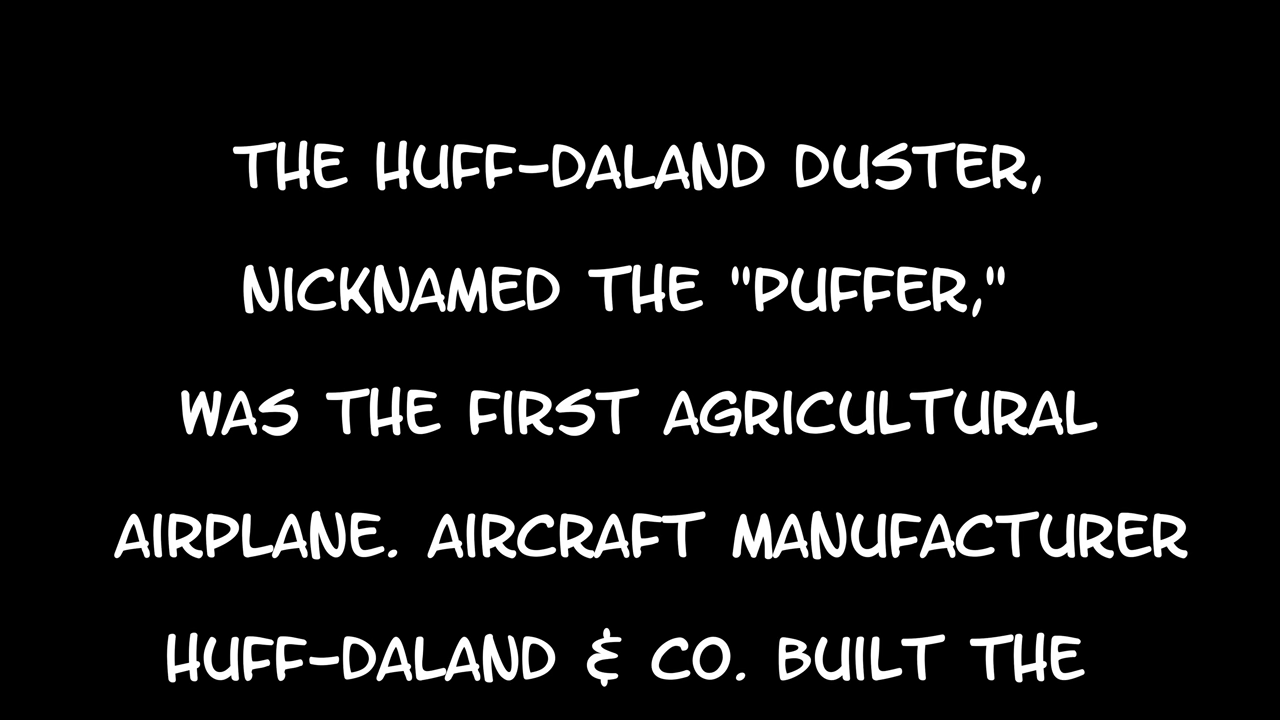 THE HUFF-DALAND DUSTER,
NICKNAMED THE "PUFFER,"
WAS THE FIRST AGRICULTURAL
AIRPLANE. AIRCRAFT MANUFACTURER
HUFF-DALAND & CO. BUILT THE